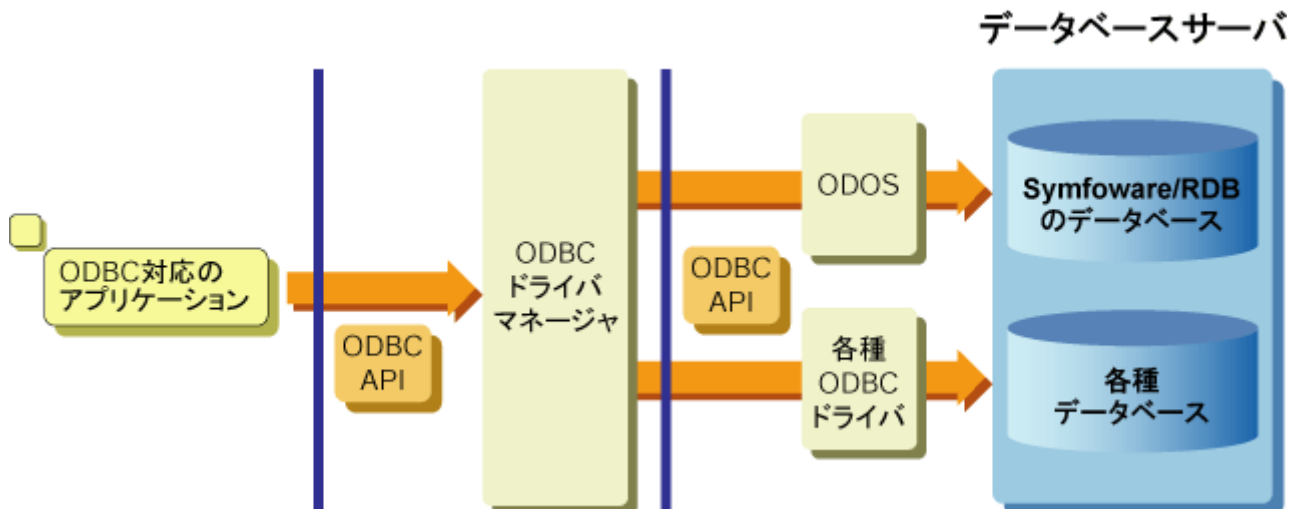 データベースサーバ
ODBC対応の
アプリケーション
ODBC
API
ODBC
ドライバ
マネージャ
ODBC
API
ODOS
各種
ODBC
ドライバ
Symfoware/RDB
のデータベース
各種
データベース